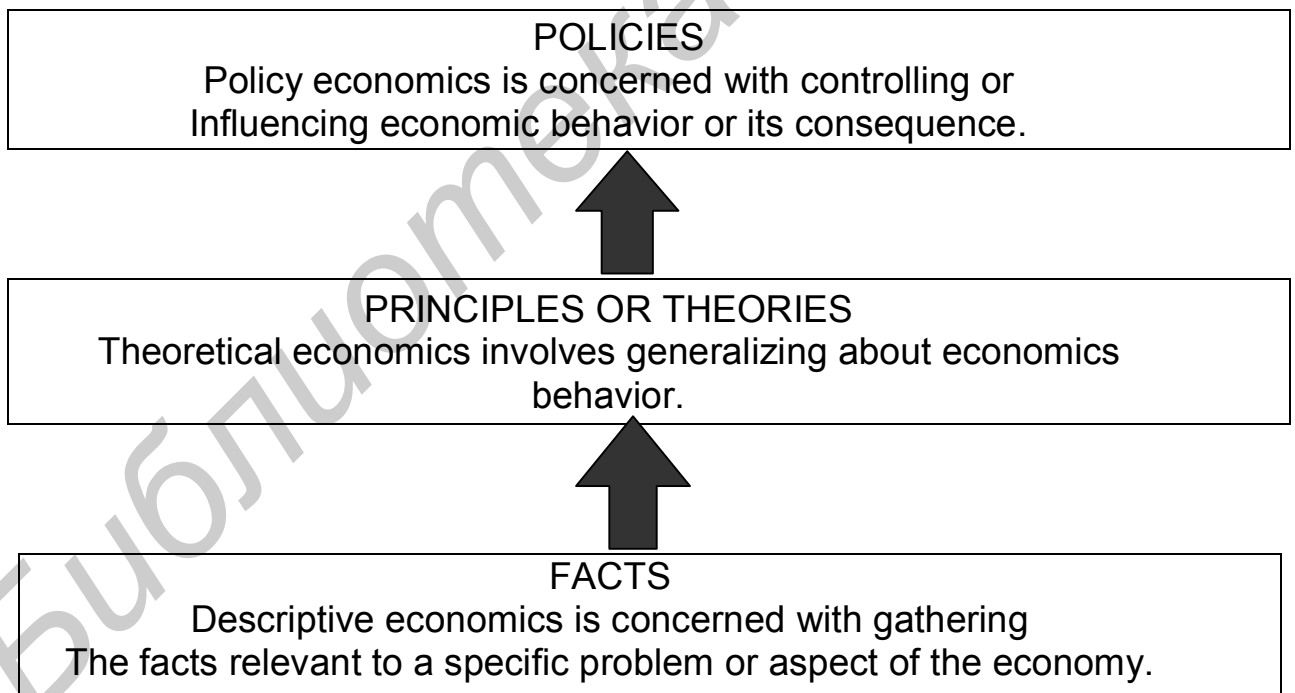 POLICIES
Policy economics is concerned with controlling or
Influencing economic behavior or its consequence.
PRINCIPLES OR THEORIES
Theoretical economics involves generalizing about economics
behavior.
FACTS
Descriptive economics is concerned with gathering
The facts relevant to a specific problem or aspect of the economy.
Библиотека